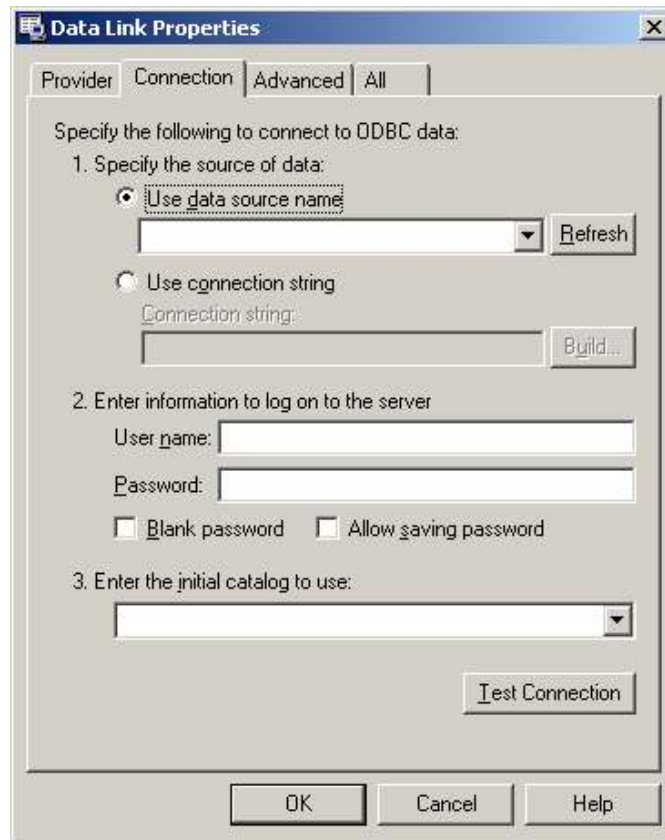 Data Link Properties
Provider Connection Advanced All
Specify the following to connect to ODBC data:
1. Specify the source of data:
Use data source name
Refresh
Use connection string
Connection string:
Build...
2. Enter information to log on to the server
User name:
Password:
Blank password Allow saving password
3. Enter the initial catalog to use:
Test Connection
OK Cancel Help